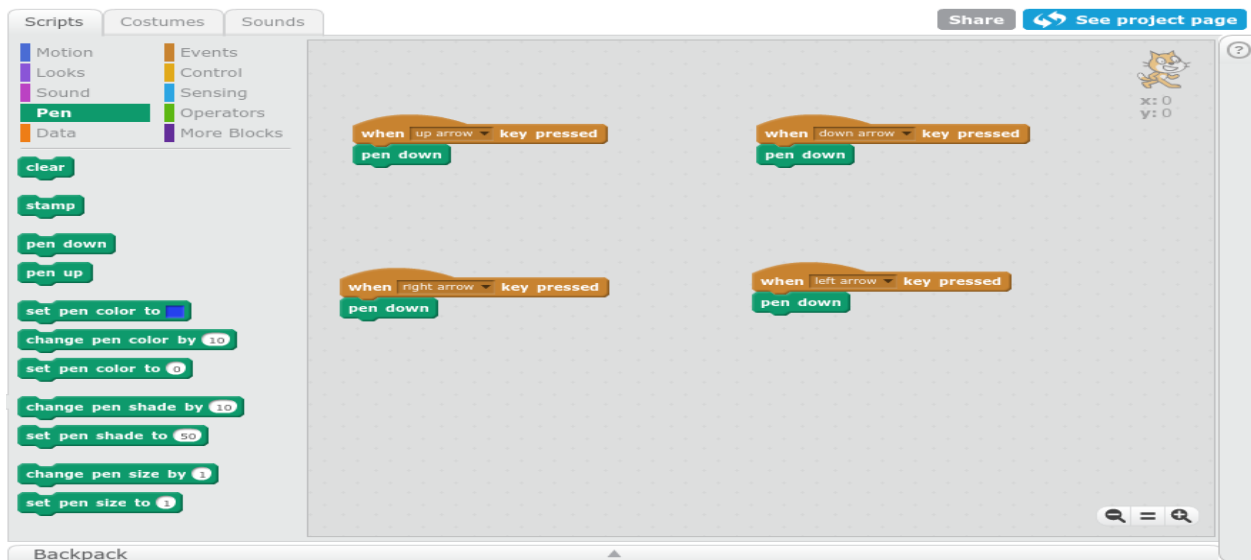 Scripts Costumes Sounds Share See project page
Motion Events
Looks Control
Sound Sensing
Pen Operators
Data More Blocks
clear
stamp
pen down
pen up
set pen color to
change pen color by 10
set pen color to 0
change pen shade by 10
set pen shade to 50
change pen size by 1
set pen size to 1
when up arrow key pressed
pen down
when down arrow key pressed
pen down
when right arrow key pressed
pen down
when left arrow key pressed
pen down
x: 0
y: 0
?
Backpack